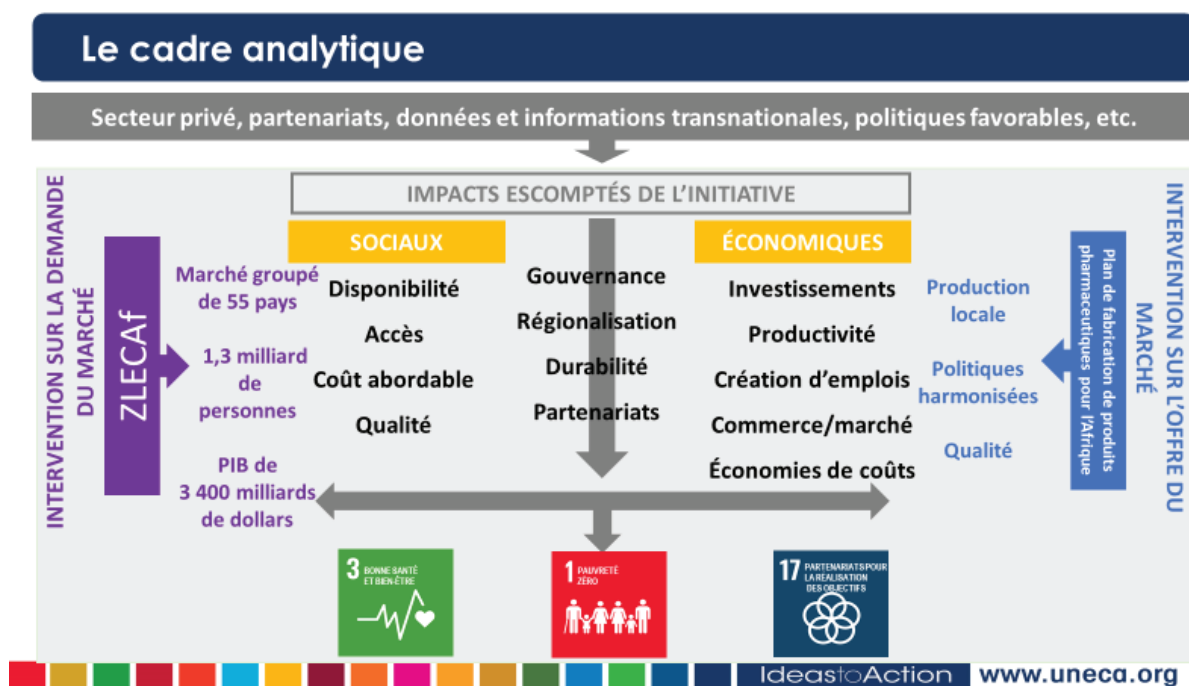 Le cadre analytique
Secteur privé, partenariats, données et informations transnationales, politiques favorables, etc.
INTERVENTION SUR LA DEMANDE
DU MARCHÉ
ZLECAf
Marché groupé
de 55 pays
1,3 milliard
de
personnes
PIB de
3 400 milliards
de dollars
IMPACTS ESCOMPTÉS DE L'INITIATIVE
SOCIAUX
Disponibilité
Accès
Coût abordable
Qualité
Gouvernance
Régionalisation
Durabilité
Partenariats
ÉCONOMIQUES
Investissements
Productivité
Création d'emplois
Commerce/marché
Économies de coûts
Production
locale
Politiques
harmonisées
Qualité
Plan de fabrication de produits
pharmaceutiques pour l'Afrique
INTERVENTION SUR L'OFFRE DU
MARCHÉ
3 BONNE SANTÉ
ET BIEN-ÊTRE
1 PAUVRETÉ
ZÉRO
17 PARTENARIATS POUR
LA RÉALISATION
DES OBJECTIFS
IdeastoAction www.uneca.org